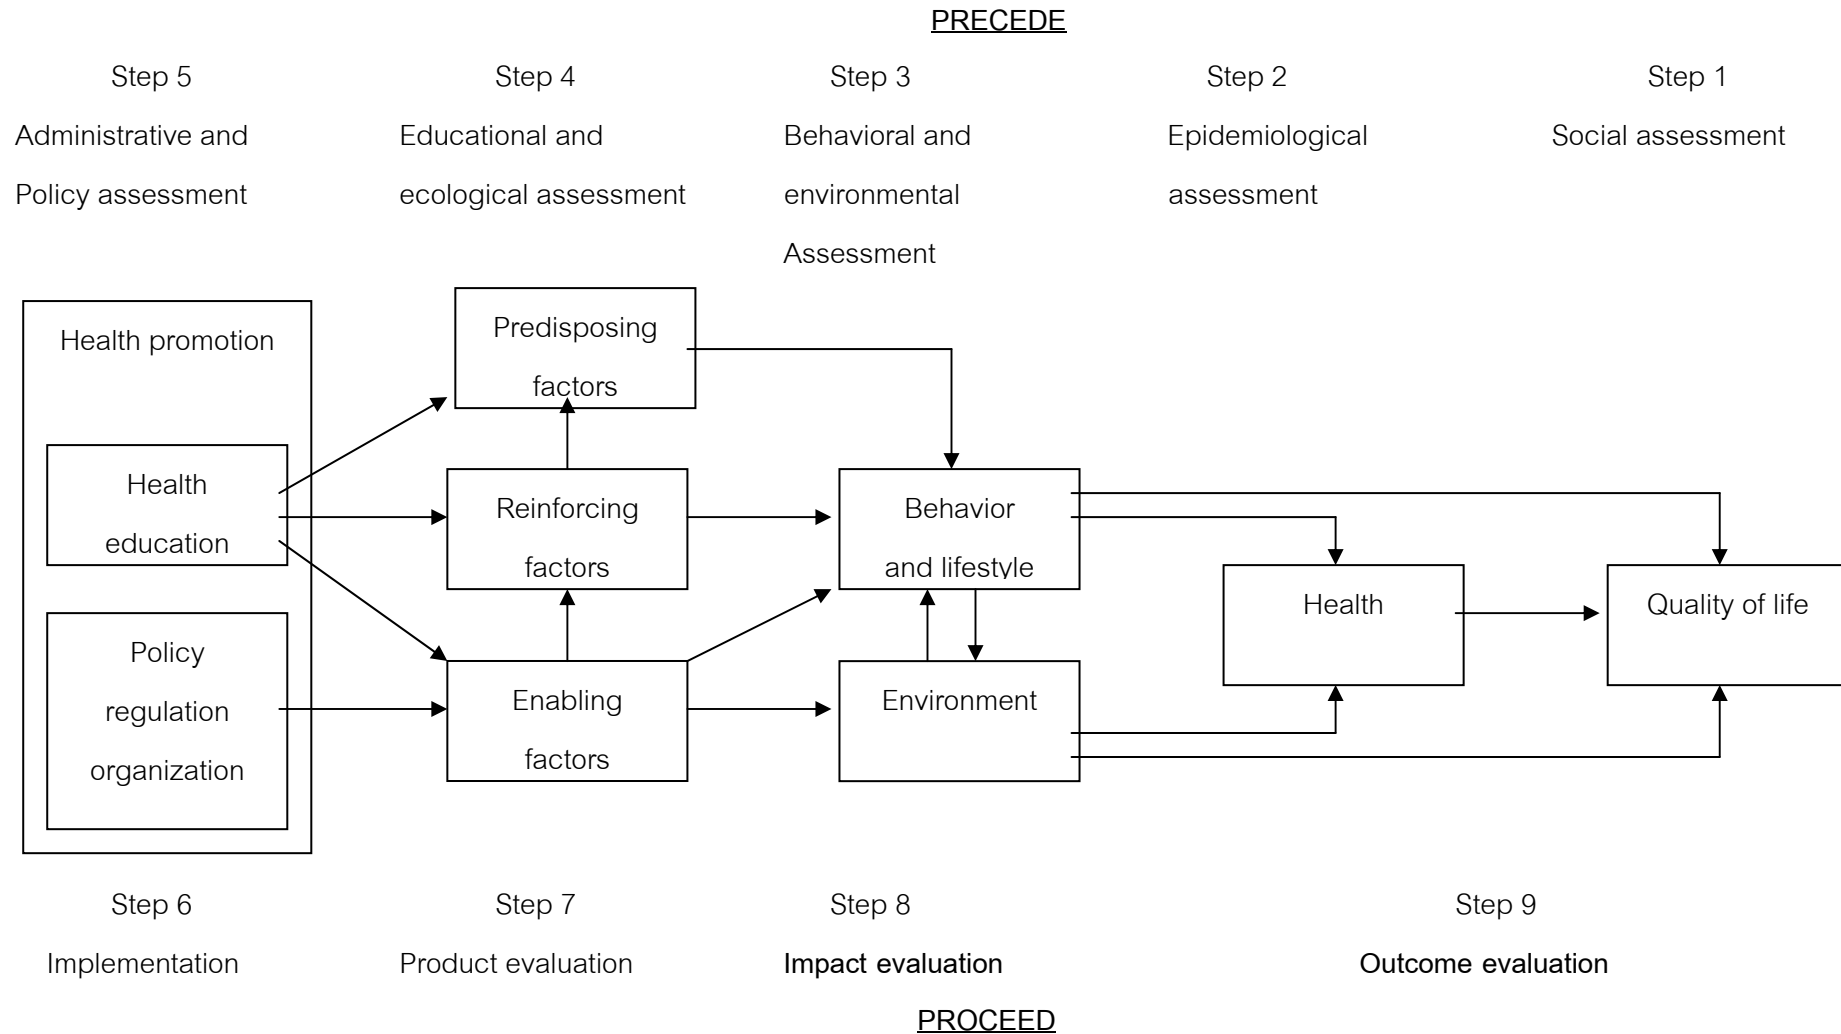 PRECEDE
Step 5
Step 4
Step 3
Step 2
Step 1
Administrative and
Policy assessment
Educational and
ecological assessment
Behavioral and
environmental
Assessment
Epidemiological
assessment
Social assessment
Health promotion
Health
education
Policy
regulation
organization
Predisposing
factors
Reinforcing
factors
Enabling
factors
Behavior
and lifestyle
Environment
Health
Quality of life
Step 6
Step 7
Step 8
Step 9
Implementation
Product evaluation
Impact evaluation
Outcome evaluation
PROCEED